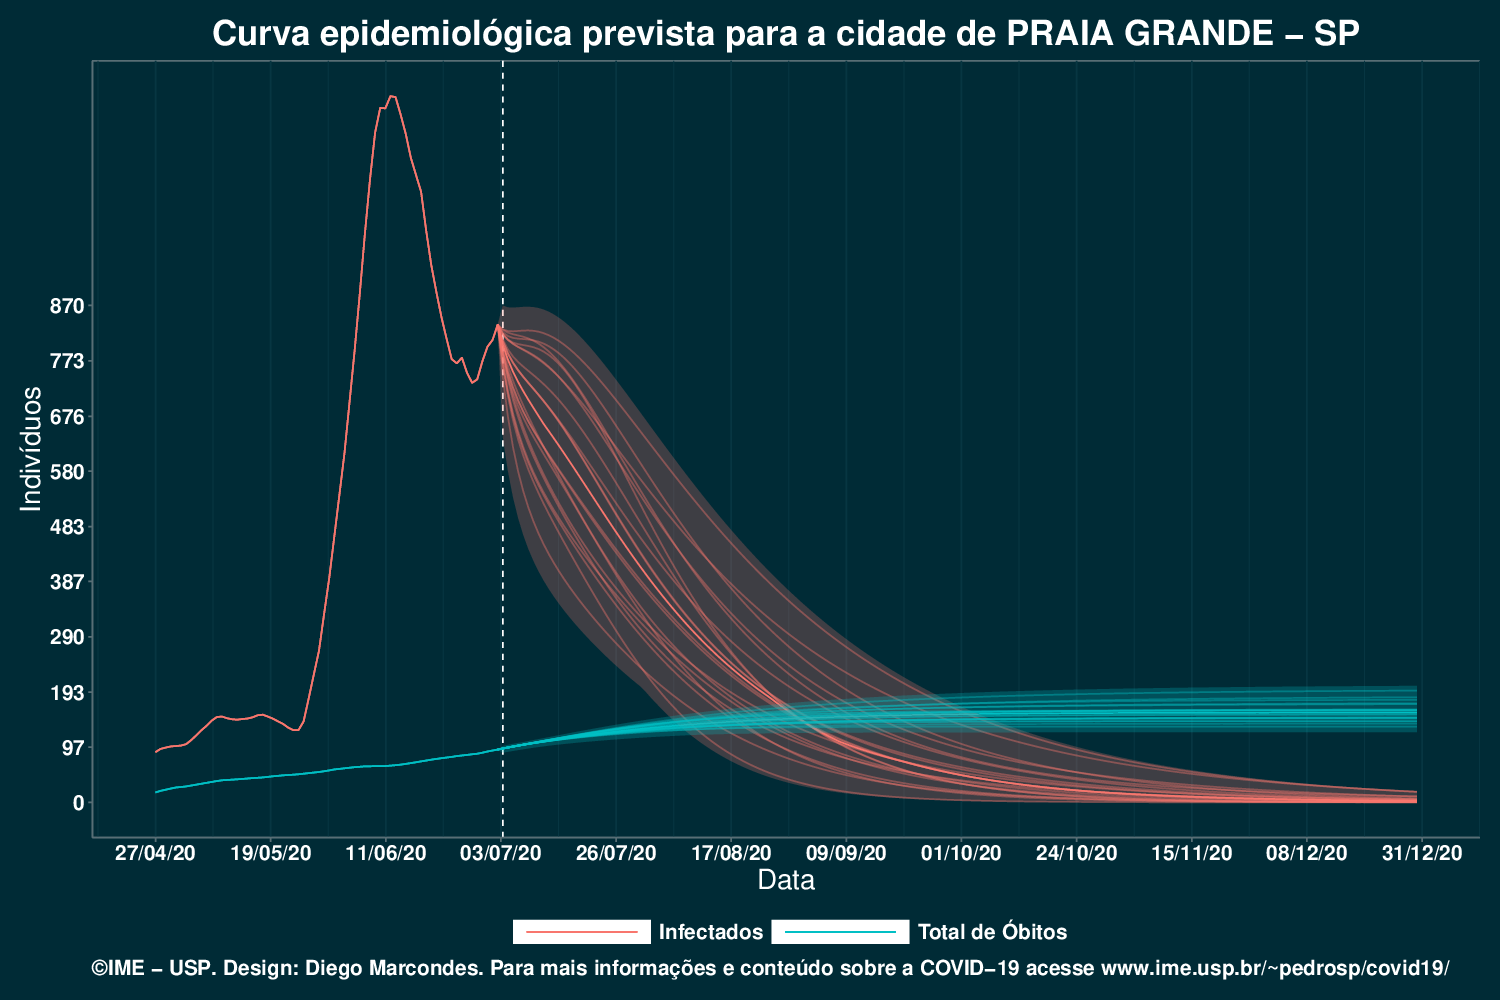 Curva epidemiológica prevista para a cidade de PRAIA GRANDE – SP
Indivíduos
870
773
676
580
483
387
290
193
97
0
27/04/20 19/05/20 11/06/20 03/07/20 26/07/20 17/08/20 09/09/20 01/10/20 24/10/20 15/11/20 08/12/20 31/12/20
Data
Infectados Total de Óbitos
©IME – USP. Design: Diego Marcondes. Para mais informações e conteúdo sobre a COVID–19 acesse www.ime.usp.br/~pedrosp/covid19/